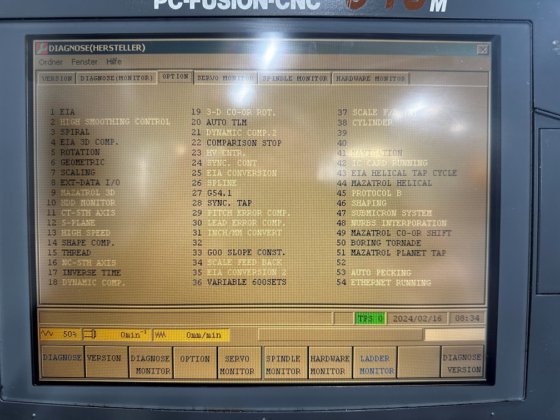 PC-FUSION-CNC 640M
DIAGNOSE(HERSTELLER)
Ordner Fenster Hilfe
VERSION DIAGNOSE(MONITOR) OPTION SERVO MONITOR SPINDLE MONITOR HARDWARE MONITOR
1 EIA
2 HIGH SMOOTHING CONTROL
3 SPIRAL
4 EIA 3D COMP.
5 ROTATION
6 GEOMETRIC
7 SCALING
8 EXT-DATA I/O
9 MAZATROL 3D
10 HDD MONITOR
11 CT-5TH AXIS
12 5-PLANE
13 HIGH SPEED
14 SHAPE COMP.
15 THREAD
16 NC-5TH AXIS
17 INVERSE TIME
18 DYNAMIC COMP.
19 3-D CO-OR ROT.
20 AUTO TLM
21 DYNAMIC COMP.2
22 COMPARISON STOP
23 HV CNTR.
24 SYNC. CONT
25 EIA CONVERSION
26 SPLINE
27 G54.1
28 SYNC. TAP
29 PITCH ERROR COMP.
30 LEAD ERROR COMP.
31 INCH/MM CONVERT
32
33 G00 SLOPE CONST.
34 SCALE FEED BACK
35 EIA CONVERSION 2
36 VARIABLE 600SETS
37 SCALE F/
38 CYLINDER
39
40
41 NAVIGATION
42 IC CARD RUNNING
43 EIA HELICAL TAP CYCLE
44 MAZATROL HELICAL
45 PROTOCOL B
46 SHAPING
47 SUBMICRON SYSTEM
48 NURBS INTERPORATION
49 MAZATROL CO-OR SHIFT
50 BORING TORNADE
51 MAZATROL PLANET TAP
52
53 AUTO PECKING
54 ETHERNET RUNNING
TPS 0 2024/02/16 08:34
50% 0min⁻¹ 0mm/min
DIAGNOSE VERSION DIAGNOSE MONITOR OPTION SERVO MONITOR SPINDLE MONITOR HARDWARE MONITOR LADDER MONITOR DIAGNOSE VERSION